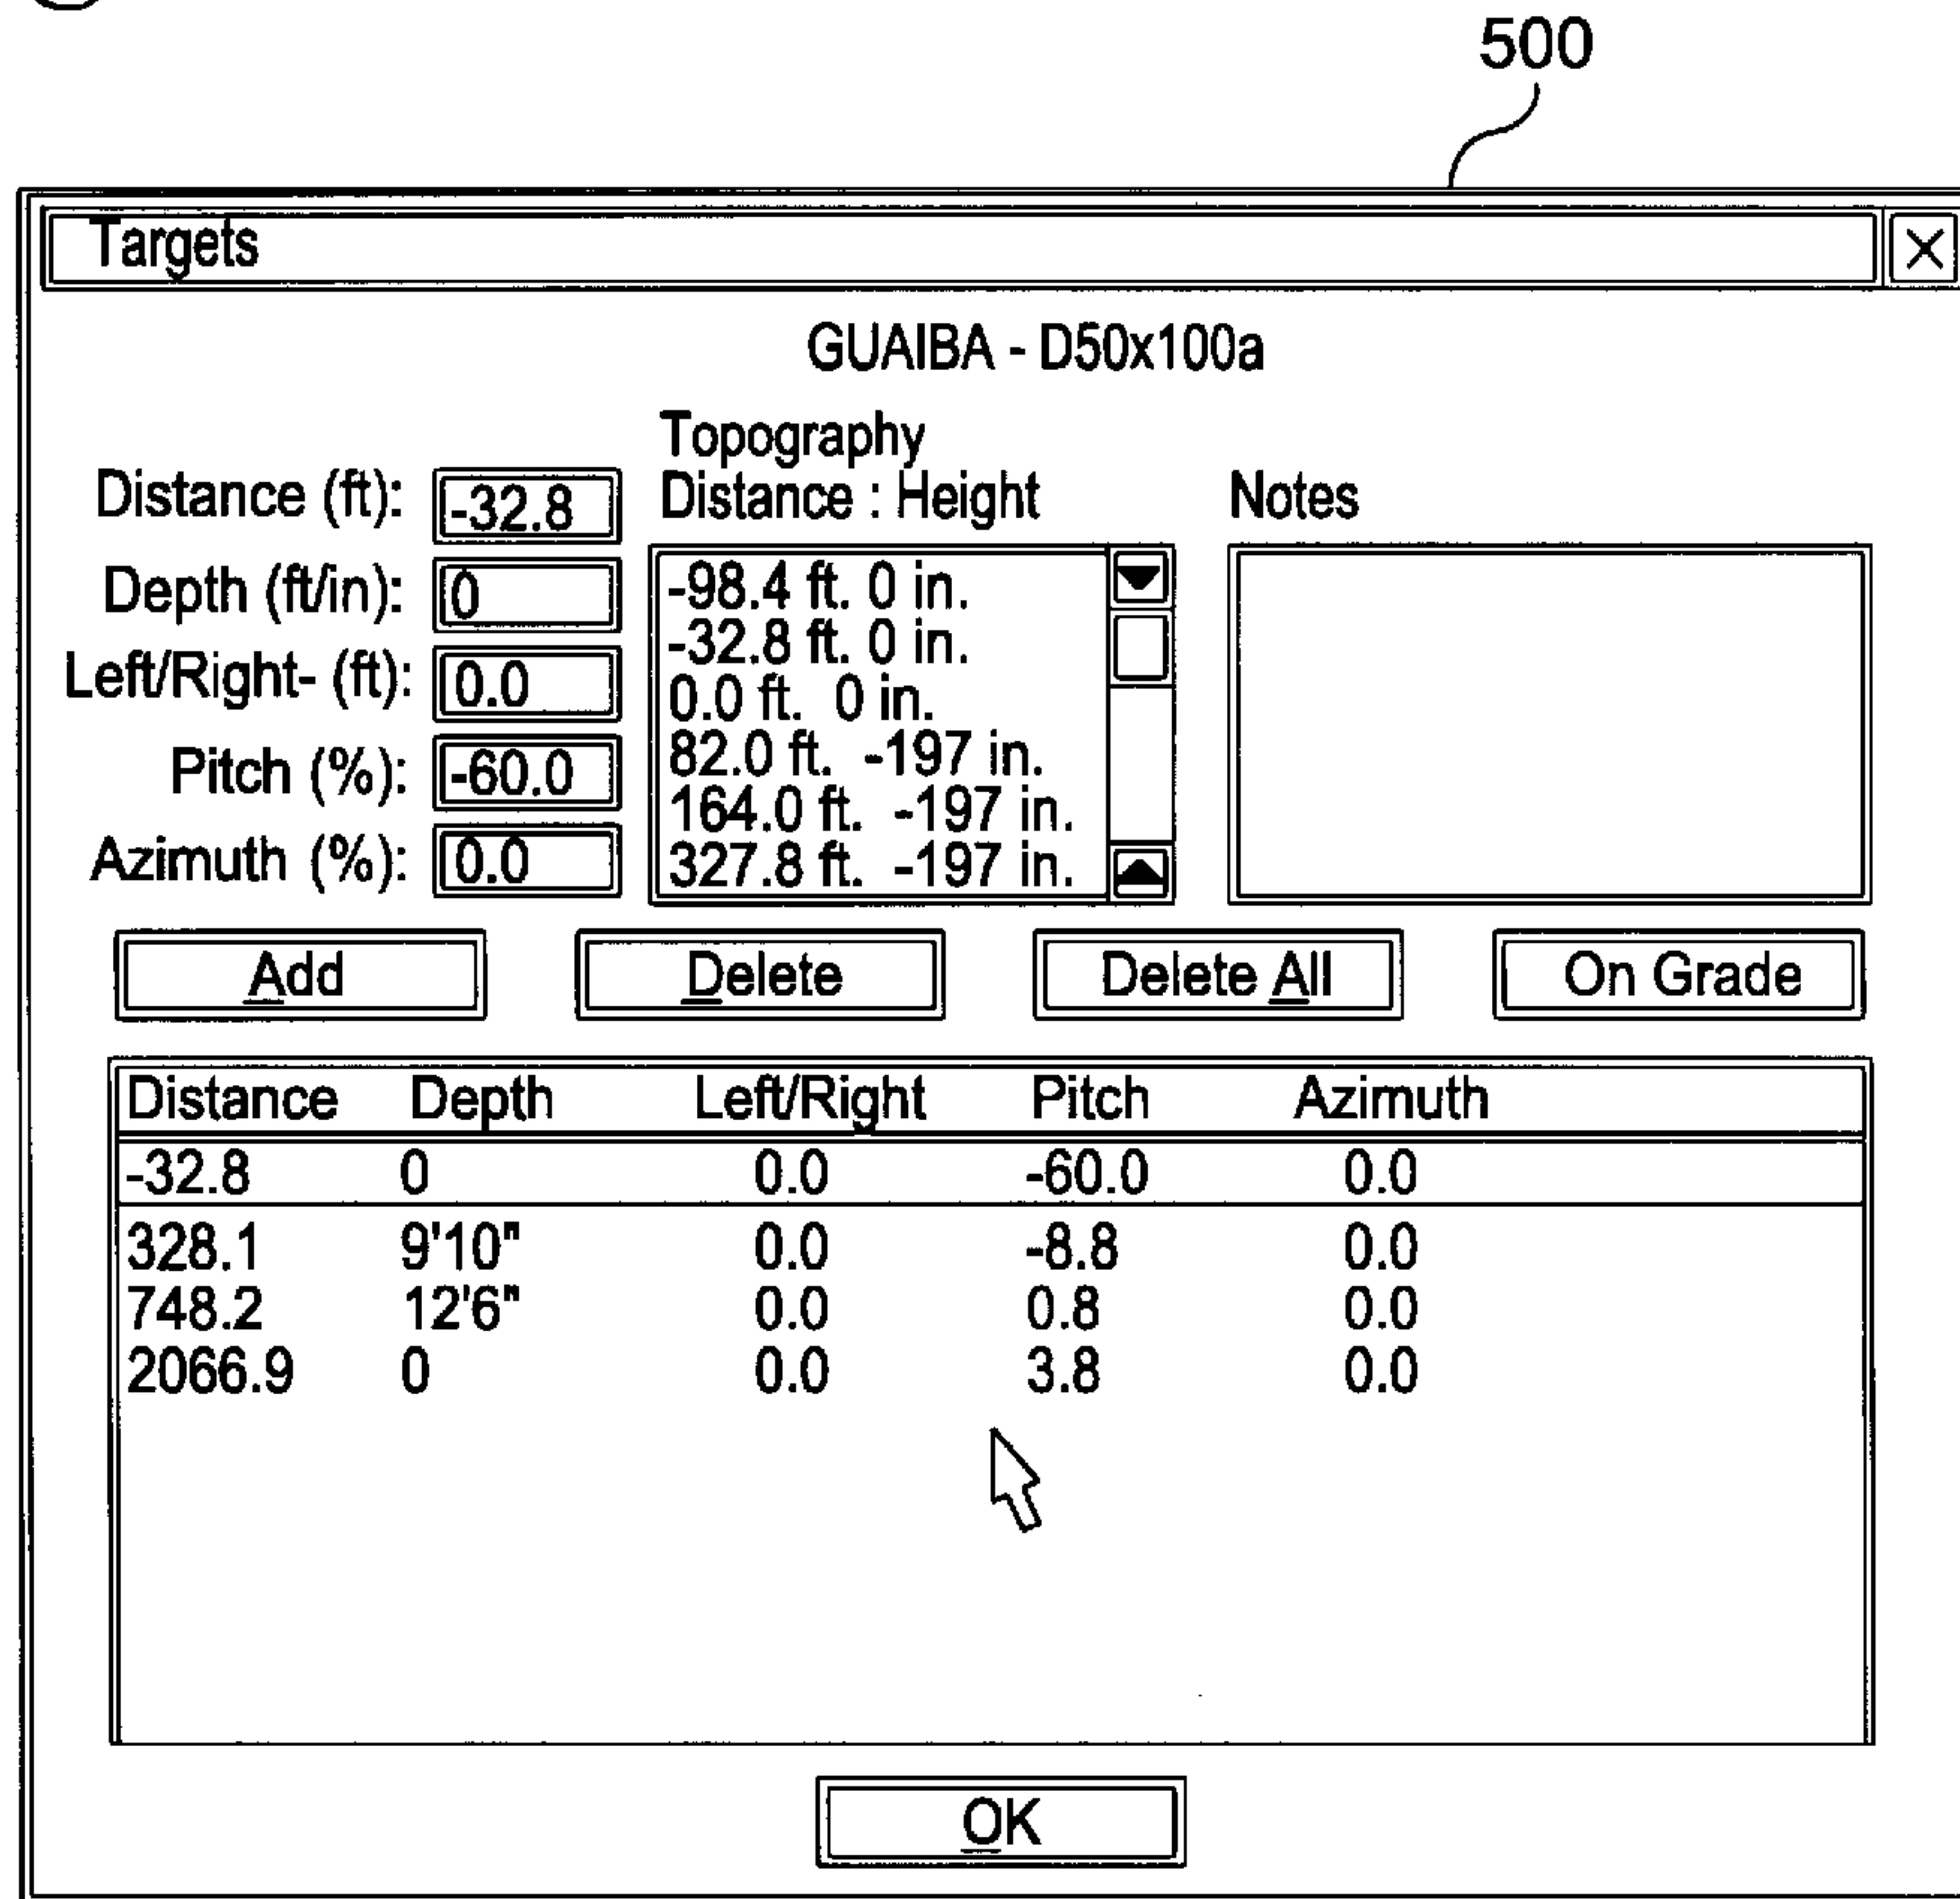 500
Targets
GUAIBA - D50x100a
Topography
Distance : Height
Notes
Distance (ft): -32.8
Depth (ft/in): 0
Left/Right- (ft): 0.0
Pitch (%): -60.0
Azimuth (%): 0.0
-98.4 ft. 0 in.
-32.8 ft. 0 in.
0.0 ft. 0 in.
82.0 ft. -197 in.
164.0 ft. -197 in.
327.8 ft. -197 in.
Add Delete Delete All On Grade
Distance Depth Left/Right Pitch Azimuth
-32.8 0 0.0 -60.0 0.0
328.1 9'10" 0.0 -8.8 0.0
748.2 12'6" 0.0 0.8 0.0
2066.9 0 0.0 3.8 0.0
OK